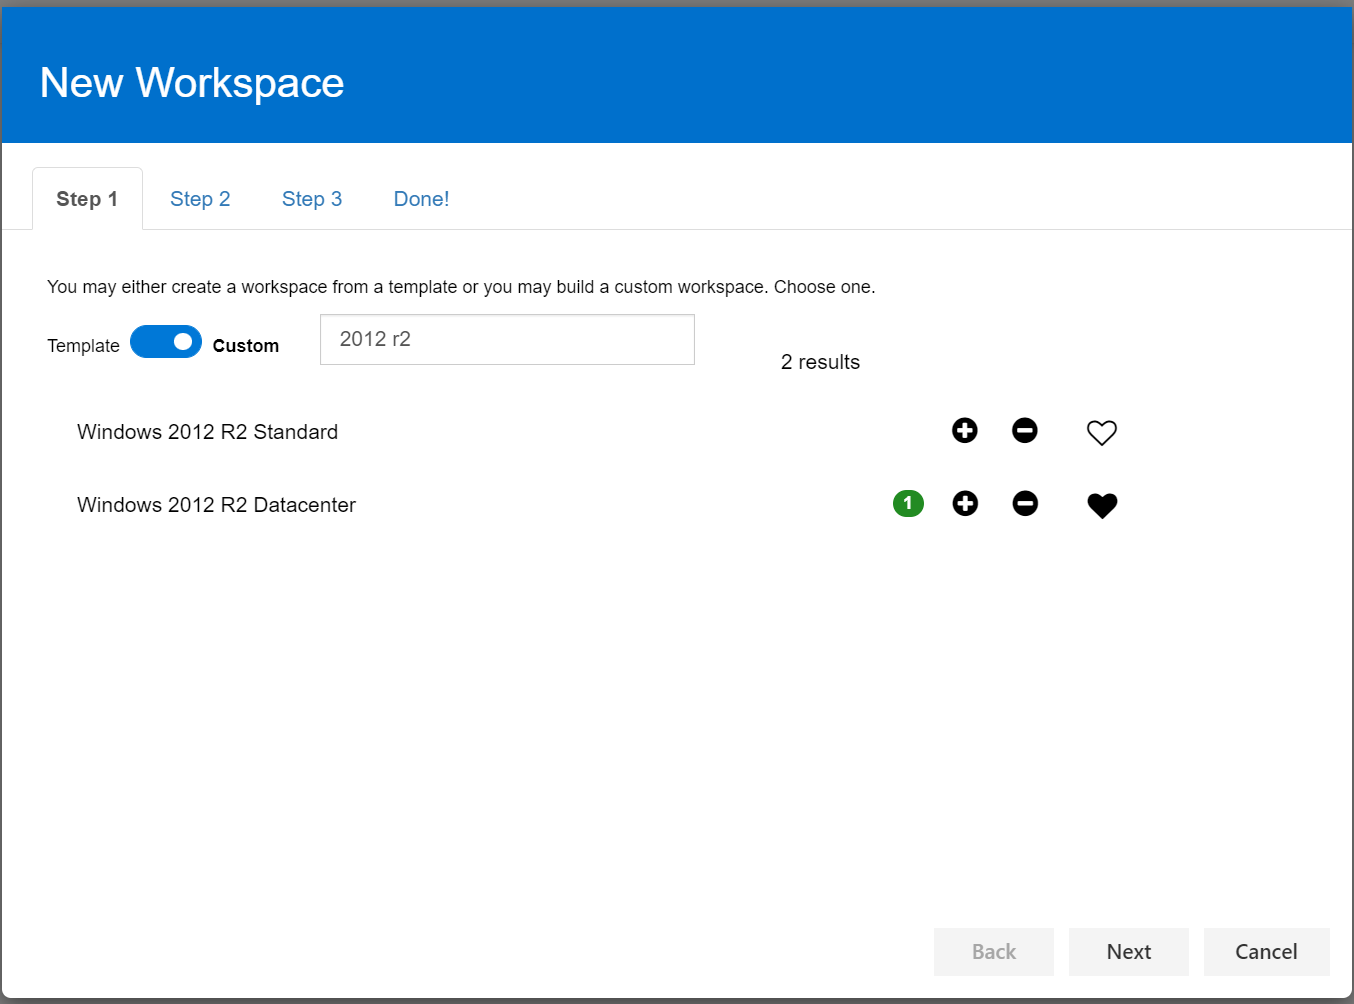 New Workspace
Step 1 Step 2 Step 3 Done!
You may either create a workspace from a template or you may build a custom workspace. Choose one.
Template Custom 2012 r2
2 results
Windows 2012 R2 Standard
Windows 2012 R2 Datacenter 1
Back Next Cancel